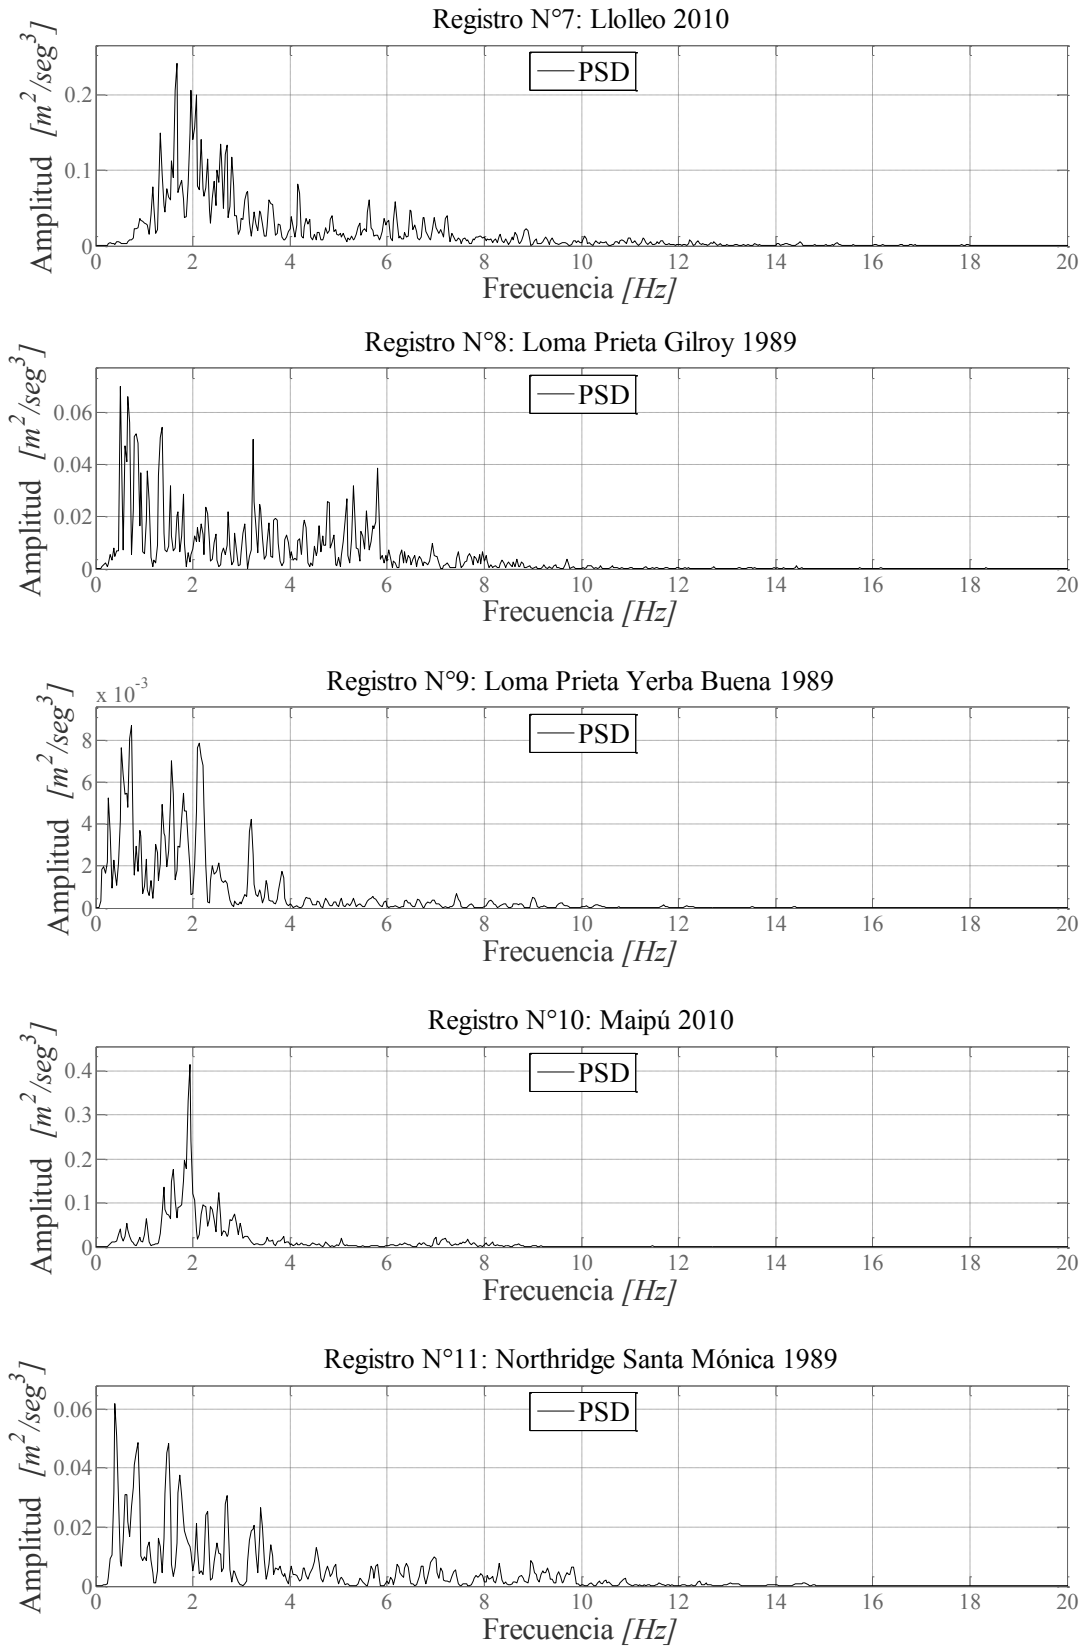 Registro N°7: Llolleo 2010
Amplitud [m²/seg³]
0.2
0.1
0
PSD
0 2 4 6 8 10 12 14 16 18 20
Frecuencia [Hz]
Registro N°8: Loma Prieta Gilroy 1989
Amplitud [m²/seg³]
0.06
0.04
0.02
0
PSD
0 2 4 6 8 10 12 14 16 18 20
Frecuencia [Hz]
Registro N°9: Loma Prieta Yerba Buena 1989
x 10⁻³
Amplitud [m²/seg³]
8
6
4
2
0
PSD
0 2 4 6 8 10 12 14 16 18 20
Frecuencia [Hz]
Registro N°10: Maipú 2010
Amplitud [m²/seg³]
0.4
0.3
0.2
0.1
0
PSD
0 2 4 6 8 10 12 14 16 18 20
Frecuencia [Hz]
Registro N°11: Northridge Santa Mónica 1989
Amplitud [m²/seg³]
0.06
0.04
0.02
0
PSD
0 2 4 6 8 10 12 14 16 18 20
Frecuencia [Hz]